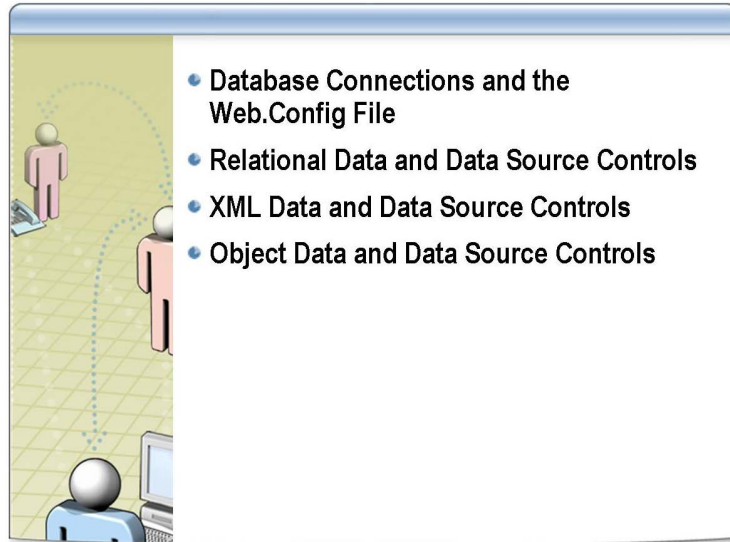 Database Connections and the
Web.Config File
Relational Data and Data Source Controls
XML Data and Data Source Controls
Object Data and Data Source Controls